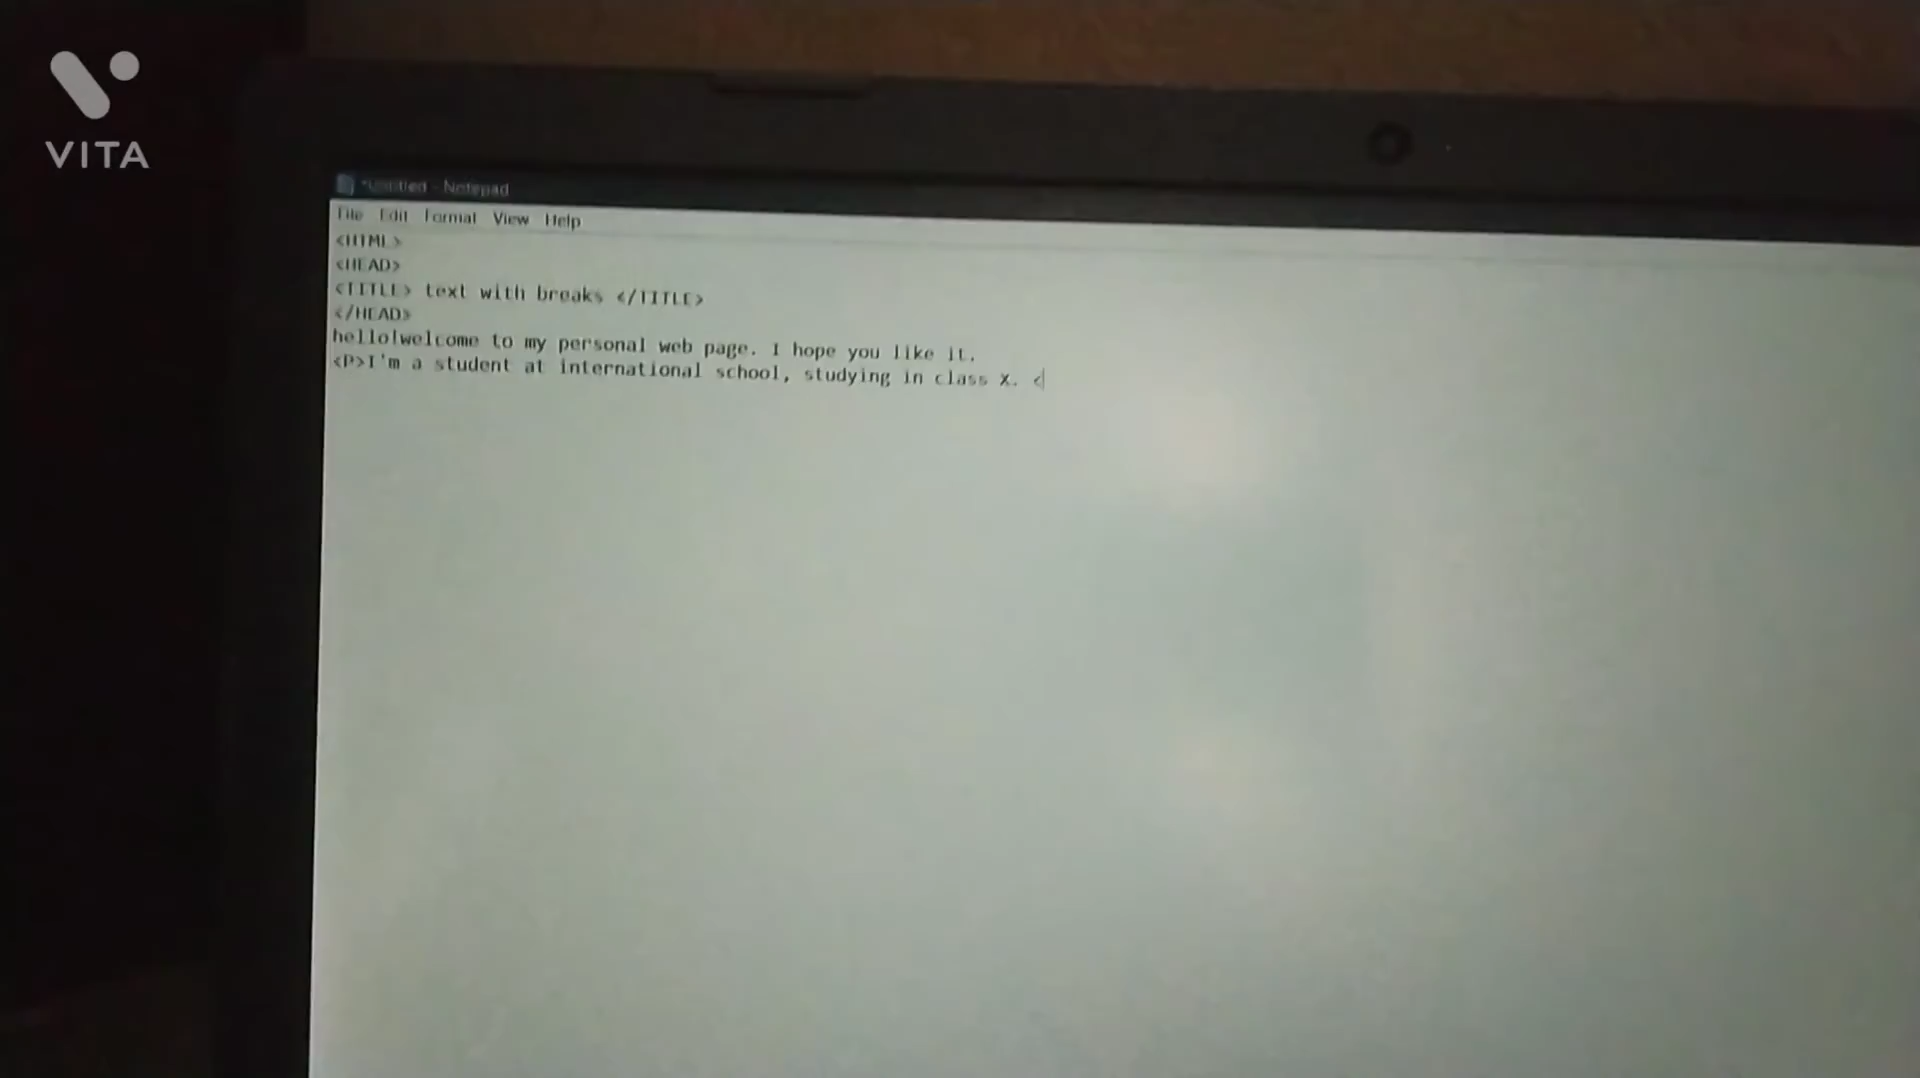 VITA
*Untitled - Notepad
File Edit Format View Help
<HTML>
<HEAD>
<TITLE> text with breaks </TITLE>
</HEAD>
hello!welcome to my personal web page. I hope you like it.
<P>I'm a student at international school, studying in class X. <